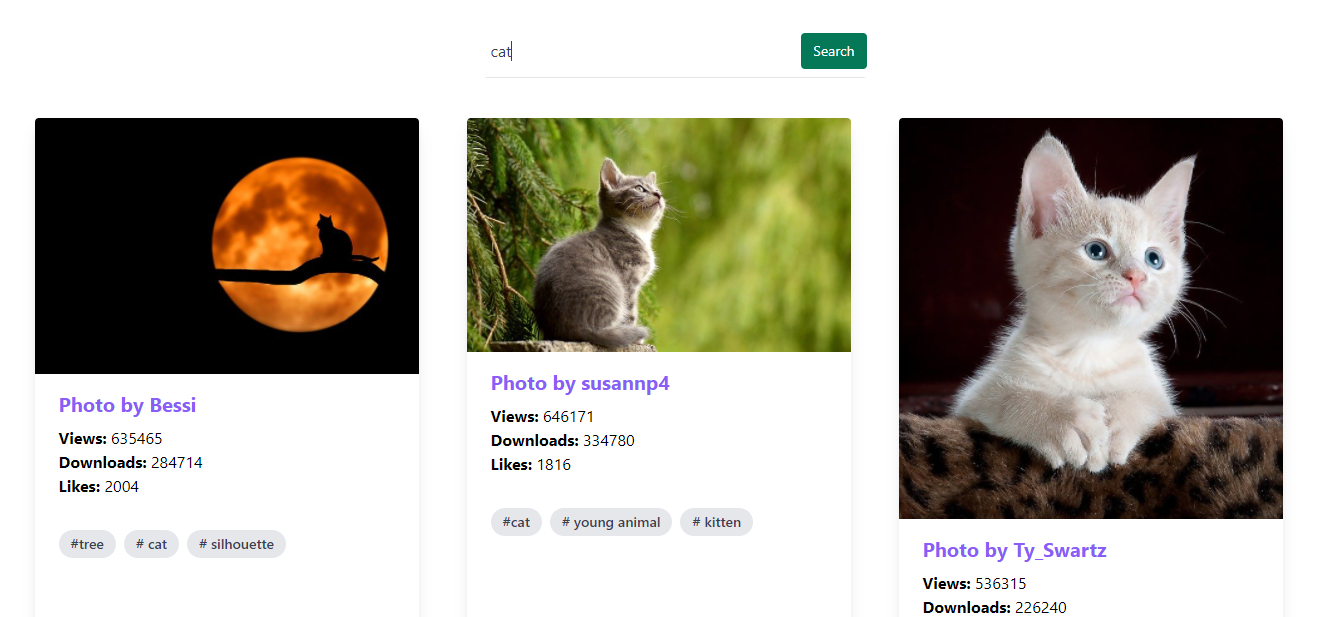 cat
Search
Photo by Bessi
Views: 635465
Downloads: 284714
Likes: 2004
#tree # cat # silhouette
Photo by susannp4
Views: 646171
Downloads: 334780
Likes: 1816
#cat # young animal # kitten
Photo by Ty_Swartz
Views: 536315
Downloads: 226240